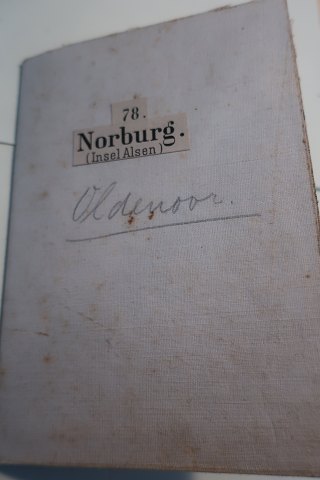 78.
Norburg.
(Insel Alsen)
Oldenoor.